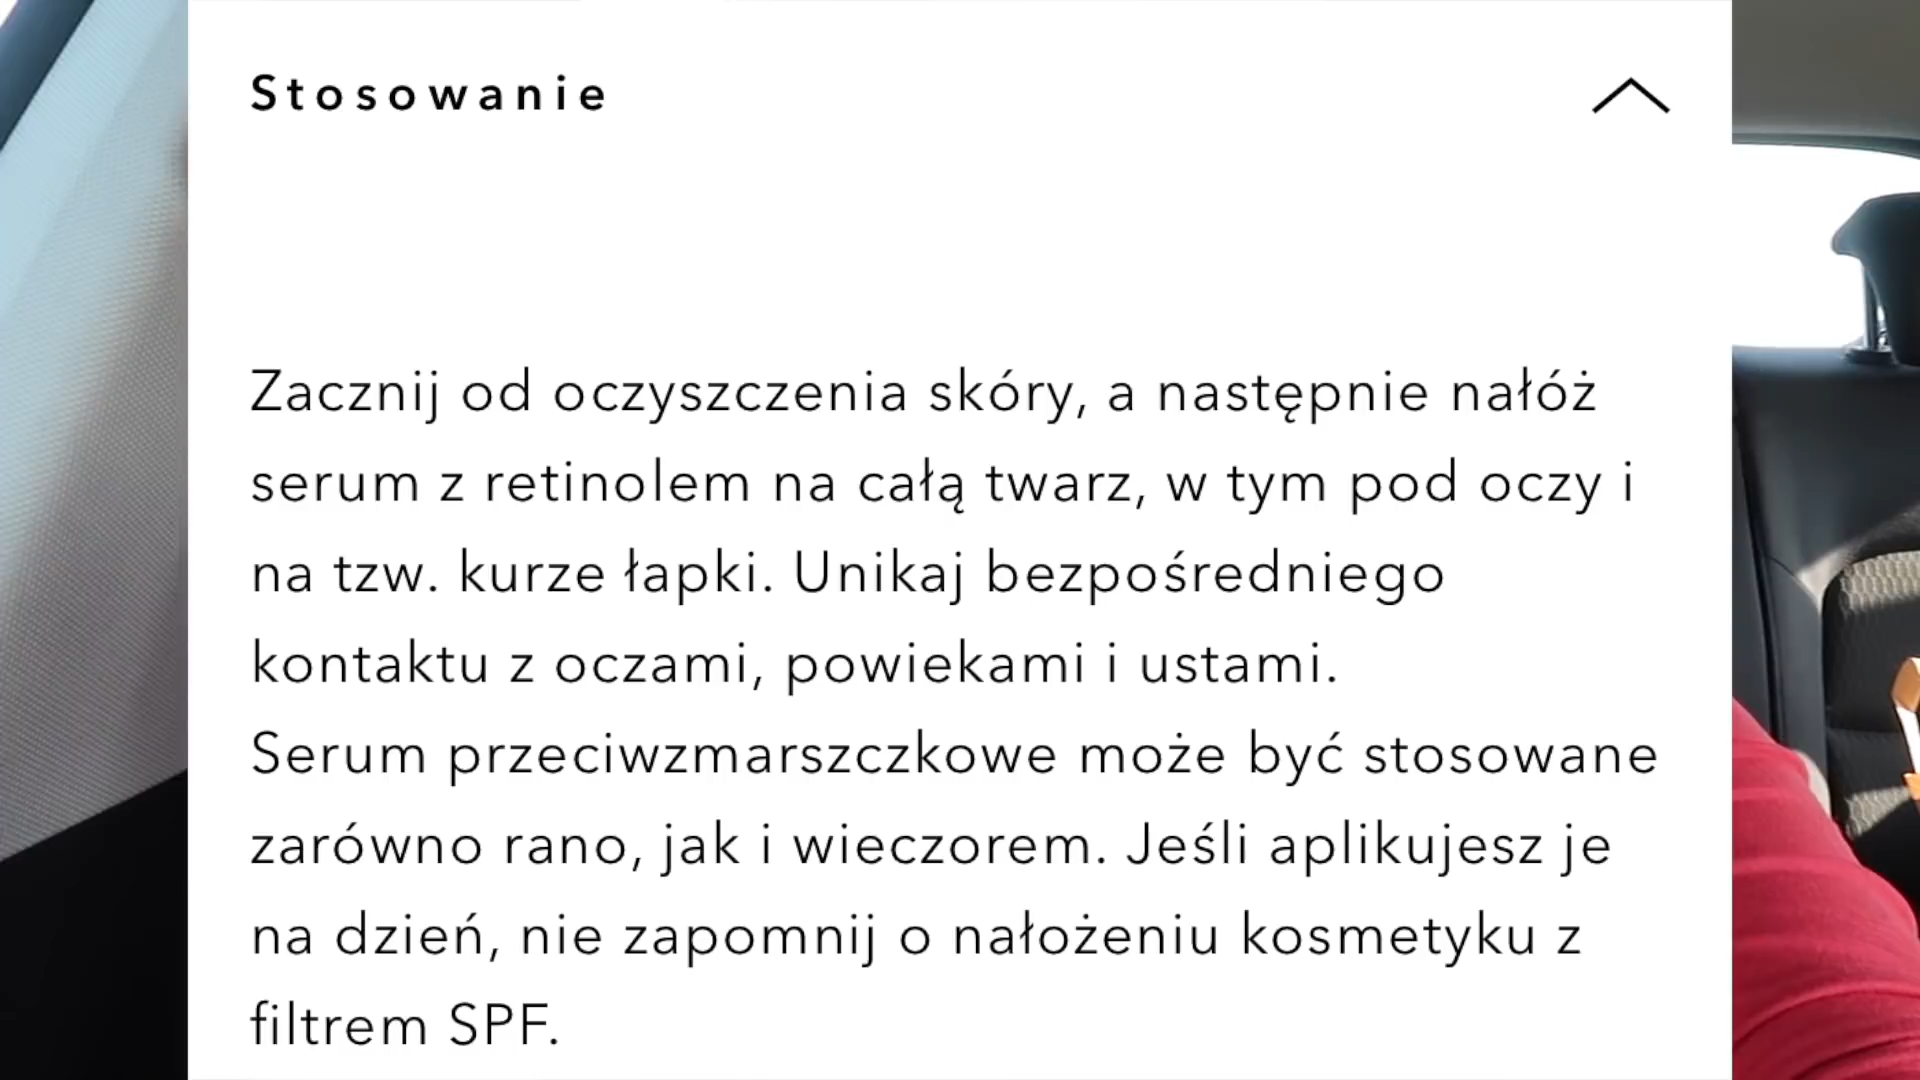 Stosowanie
Zacznij od oczyszczenia skóry, a następnie nałóż
serum z retinolem na całą twarz, w tym pod oczy i
na tzw. kurze łapki. Unikaj bezpośredniego
kontaktu z oczami, powiekami i ustami.
Serum przeciwzmarszczkowe może być stosowane
zarówno rano, jak i wieczorem. Jeśli aplikujesz je
na dzień, nie zapomnij o nałożeniu kosmetyku z
filtrem SPF.